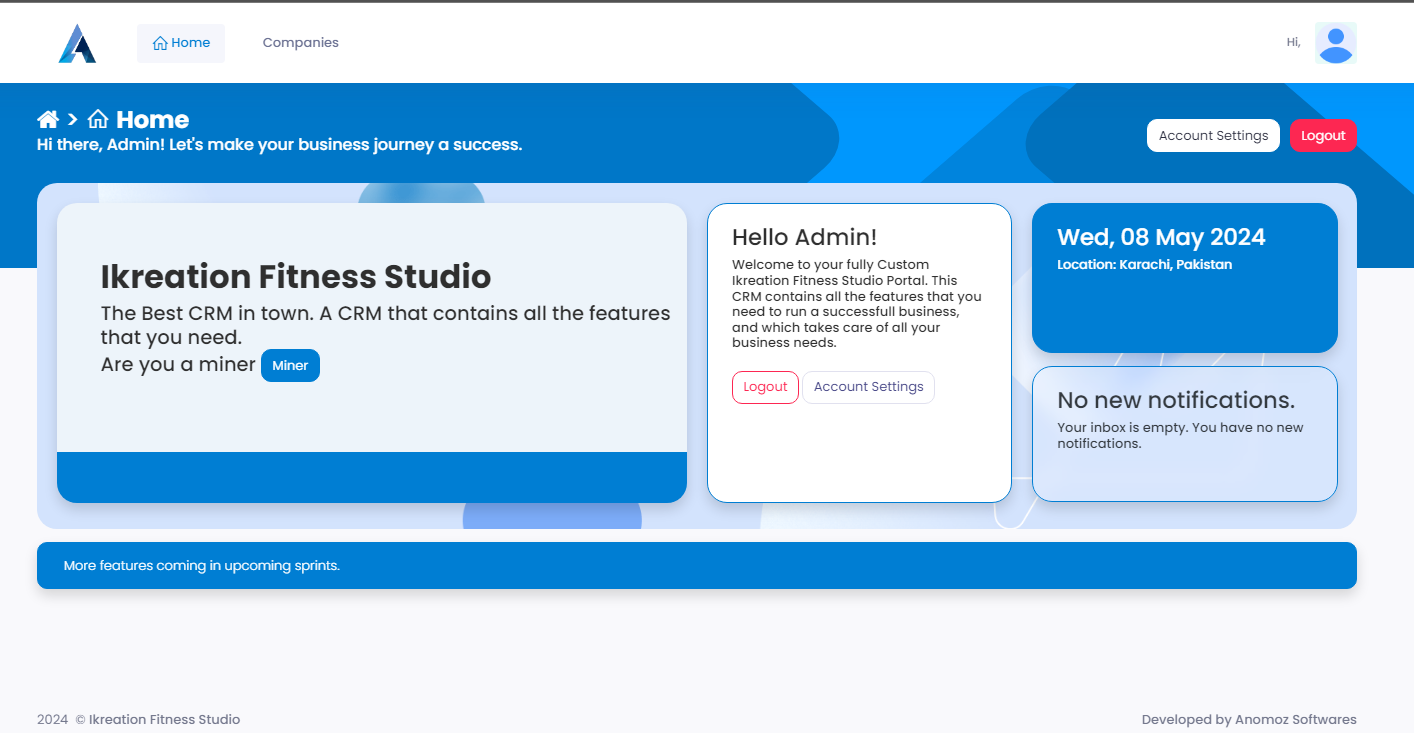 Home
Companies
Hi,
> Home
Hi there, Admin! Let's make your business journey a success.
Account Settings
Logout
Ikreation Fitness Studio
The Best CRM in town. A CRM that contains all the features
that you need.
Are you a miner Miner
Hello Admin!
Welcome to your fully Custom
Ikreation Fitness Studio Portal. This
CRM contains all the features that you
need to run a successfull business,
and which takes care of all your
business needs.
Logout Account Settings
Wed, 08 May 2024
Location: Karachi, Pakistan
No new notifications.
Your inbox is empty. You have no new
notifications.
More features coming in upcoming sprints.
2024 © Ikreation Fitness Studio
Developed by Anomoz Softwares